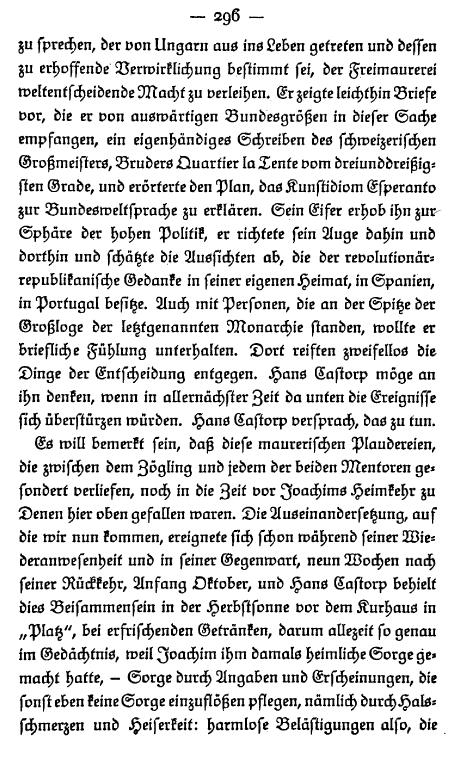 — 296 —
zu sprechen, der von Ungarn aus ins Leben getreten und dessen
zu erhoffende Verwirklichung bestimmt sei, der Freimaurerei
weltentscheidende Macht zu verleihen. Er zeigte leichthin Briefe
vor, die er von auswärtigen Bundesgrößen in dieser Sache
empfangen, ein eigenhändiges Schreiben des schweizerischen
Großmeisters, Bruders Quartier la Tente vom dreiunddreißig-
sten Grade, und erörterte den Plan, das Kunstidiom Esperanto
zur Bundesweltsprache zu erklären. Sein Eifer erhob ihn zur
Sphäre der hohen Politik, er richtete sein Auge dahin und
dorthin und schätzte die Aussichten ab, die der revolutionär-
republikanische Gedanke in seiner eigenen Heimat, in Spanien,
in Portugal besitze. Auch mit Personen, die an der Spitze der
Großloge der letztgenannten Monarchie standen, wollte er
briefliche Fühlung unterhalten. Dort reiften zweifellos die
Dinge der Entscheidung entgegen. Hans Castorp möge an
ihn denken, wenn in allernächster Zeit da unten die Ereignisse
sich überstürzen würden. Hans Castorp versprach, das zu tun.
Es will bemerkt sein, daß diese maurerischen Plaudereien,
die zwischen dem Zögling und jedem der beiden Mentoren ge-
sondert verliefen, noch in die Zeit vor Joachims Heimkehr zu
Denen hier oben gefallen waren. Die Auseinandersetzung, auf
die wir nun kommen, ereignete sich schon während seiner Wie-
deranwesenheit und in seiner Gegenwart, neun Wochen nach
seiner Rückkehr, Anfang Oktober, und Hans Castorp behielt
dies Beisammensein in der Herbstsonne vor dem Kurhaus in
„Platz“, bei erfrischenden Getränken, darum allezeit so genau
im Gedächtnis, weil Joachim ihm damals heimliche Sorge ge-
macht hatte, — Sorge durch Angaben und Erscheinungen, die
sonst eben keine Sorge einzuflößen pflegen, nämlich durch Hals-
schmerzen und Heiserkeit: harmlose Belästigungen also, die